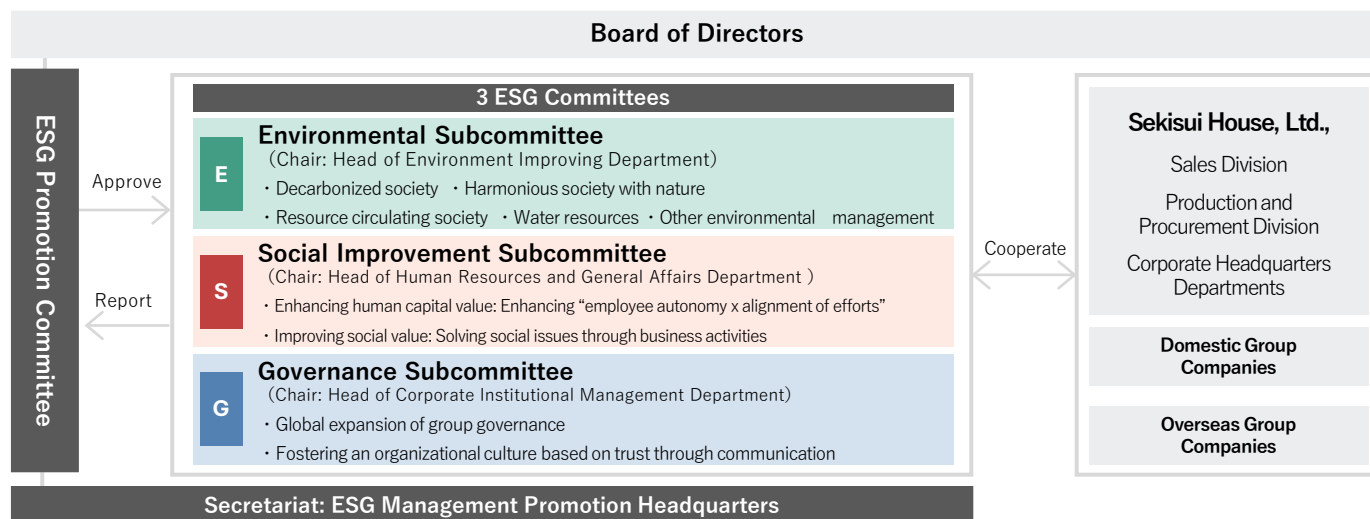 Board of Directors
ESG Promotion Committee
Approve
Report
3 ESG Committees
E
Environmental Subcommittee
(Chair: Head of Environment Improving Department)
・Decarbonized society ・Harmonious society with nature
・Resource circulating society ・Water resources ・Other environmental management
S
Social Improvement Subcommittee
(Chair: Head of Human Resources and General Affairs Department )
・Enhancing human capital value: Enhancing “employee autonomy x alignment of efforts”
・Improving social value: Solving social issues through business activities
G
Governance Subcommittee
(Chair: Head of Corporate Institutional Management Department)
・Global expansion of group governance
・Fostering an organizational culture based on trust through communication
Cooperate
Sekisui House, Ltd.,
Sales Division
Production and
Procurement Division
Corporate Headquarters
Departments
Domestic Group
Companies
Overseas Group
Companies
Secretariat: ESG Management Promotion Headquarters